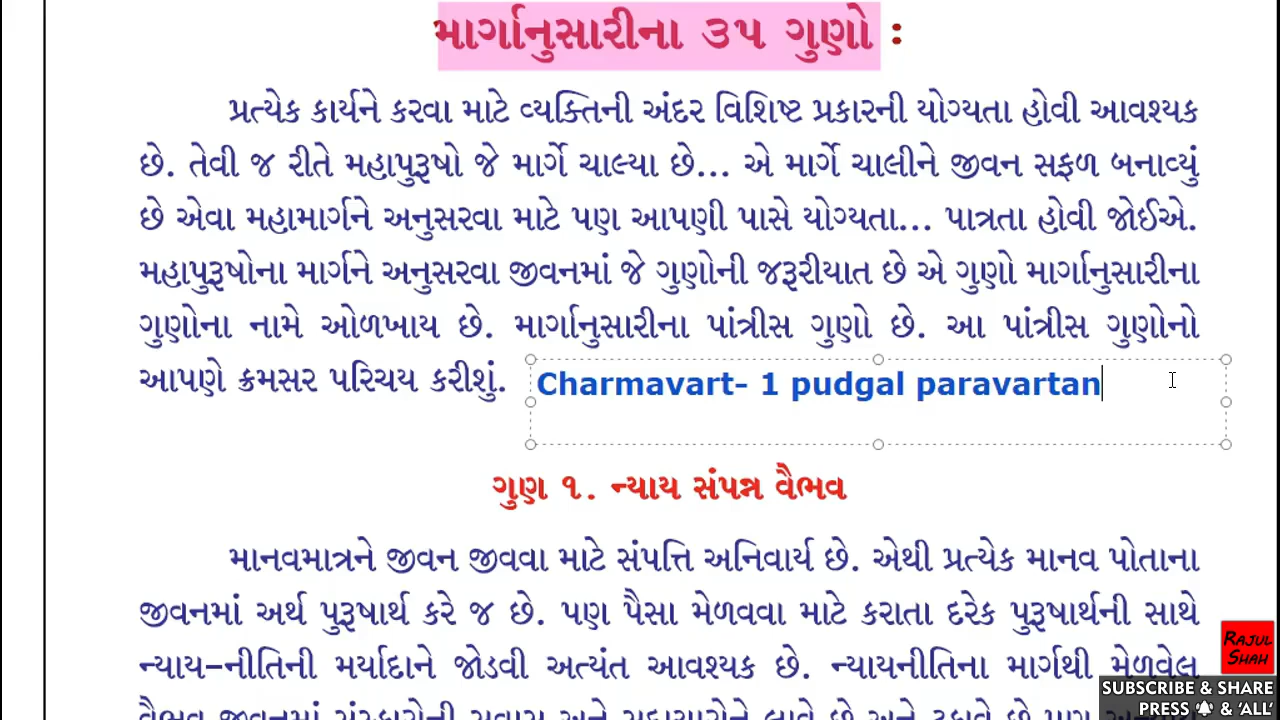 માર્ગાનુસારીના ૩૫ ગુણો :
પ્રત્યેક કાર્યને કરવા માટે વ્યક્તિની અંદર વિશિષ્ટ પ્રકારની યોગ્યતા હોવી આવશ્યક
છે. તેવી જ રીતે મહાપુરૂષો જે માર્ગે ચાલ્યા છે... એ માર્ગે ચાલીને જીવન સફળ બનાવ્યું
છે એવા મહામાર્ગને અનુસરવા માટે પણ આપણી પાસે યોગ્યતા... પાત્રતા હોવી જોઈએ.
મહાપુરૂષોના માર્ગને અનુસરવા જીવનમાં જે ગુણોની જરૂરીયાત છે એ ગુણો માર્ગાનુસારીના
ગુણોના નામે ઓળખાય છે. માર્ગાનુસારીના પાંત્રીસ ગુણો છે. આ પાંત્રીસ ગુણોનો
આપણે ક્રમસર પરિચય કરીશું. Charmavart- 1 pudgal paravartan
ગુણ ૧. ન્યાય સંપન્ન વૈભવ
માનવમાત્રને જીવન જીવવા માટે સંપત્તિ અનિવાર્ય છે. એથી પ્રત્યેક માનવ પોતાના
જીવનમાં અર્થ પુરૂષાર્થ કરે જ છે. પણ પૈસા મેળવવા માટે કરાતા દરેક પુરૂષાર્થની સાથે
ન્યાય-નીતિની મર્યાદાને જોડવી અત્યંત આવશ્યક છે. ન્યાયનીતિના માર્ગથી મેળવેલ
RAJUL
SHAH
SUBSCRIBE & SHARE
PRESS & 'ALL'